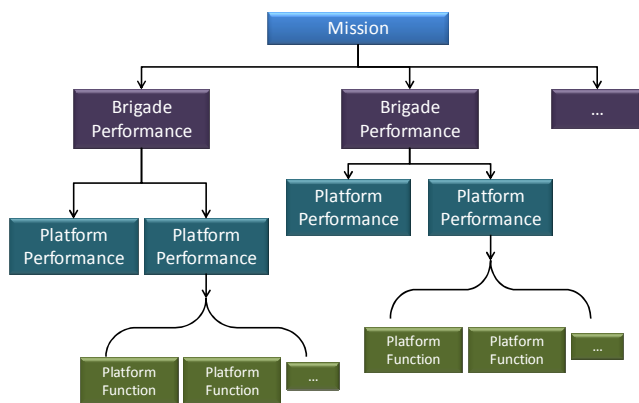 Mission
Brigade
Performance
Brigade
Performance
...
Platform
Performance
Platform
Performance
Platform
Performance
Platform
Performance
Platform
Function
Platform
Function
...
Platform
Function
Platform
Function
...